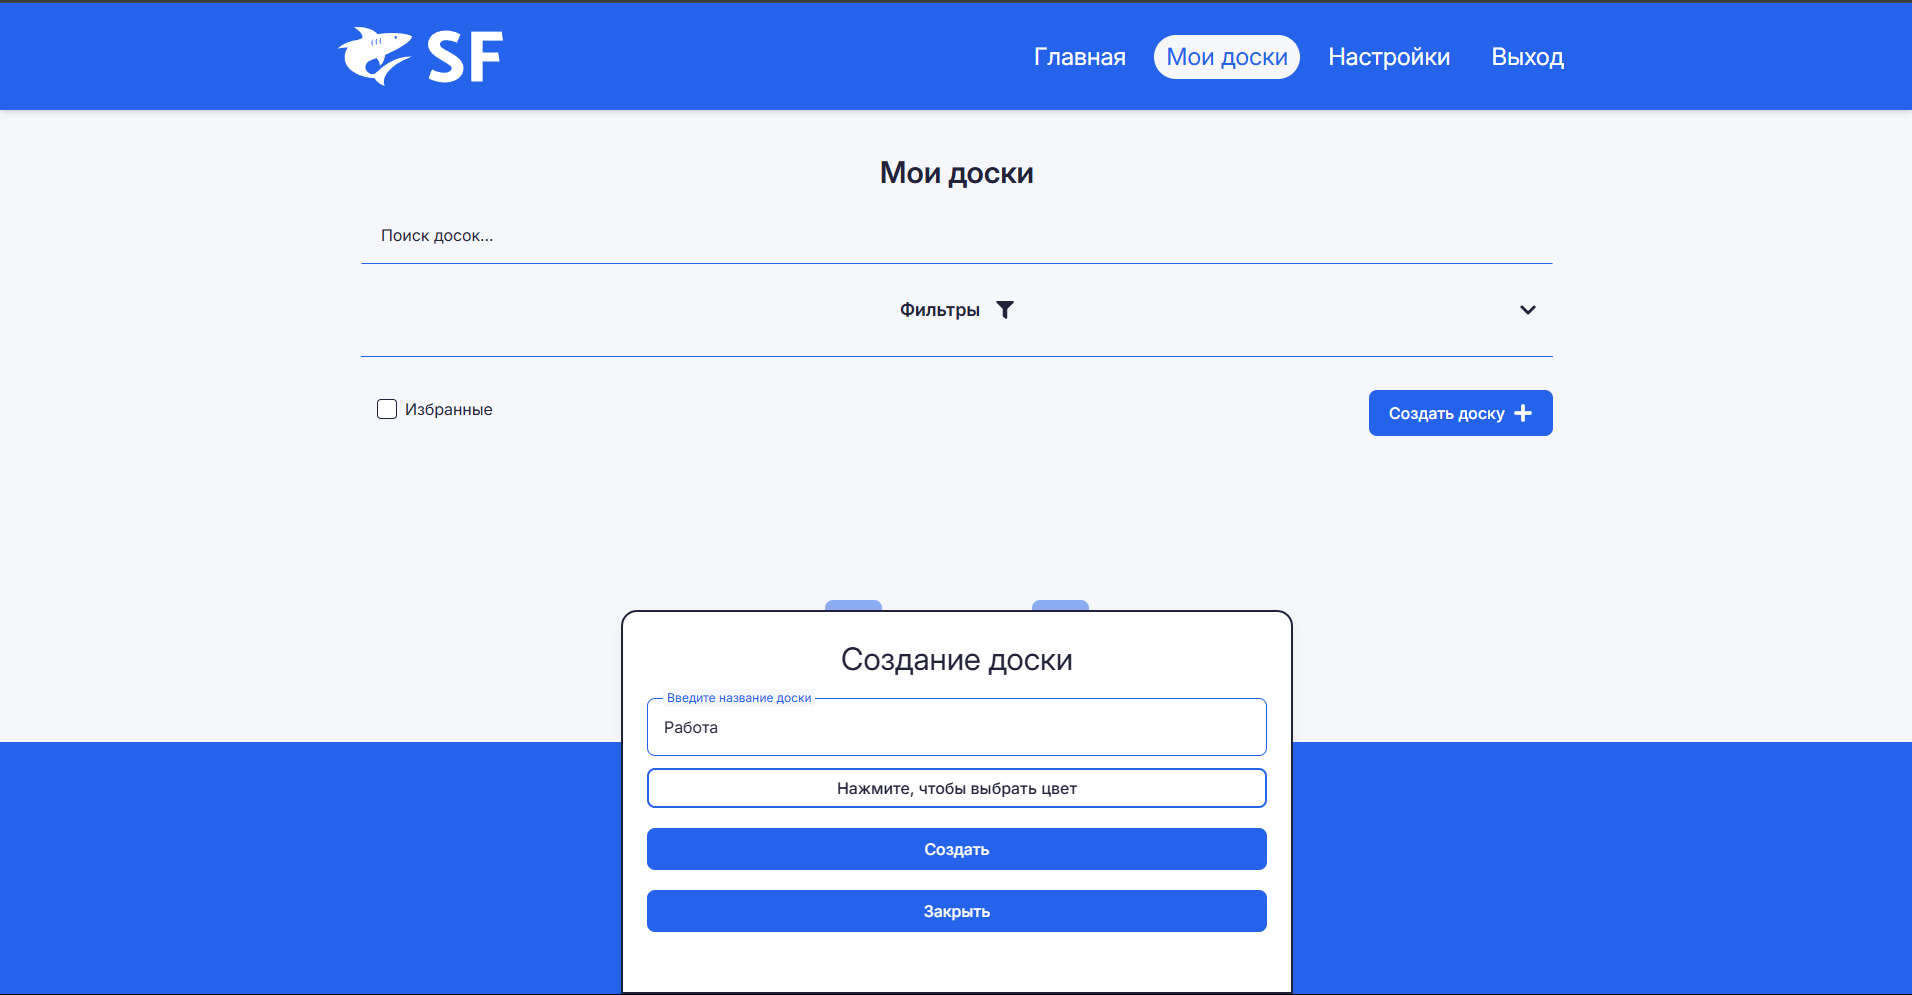 SF
Главная Мои доски Настройки Выход
Мои доски
Поиск досок...
Фильтры
Избранные
Создать доску
Создание доски
Введите название доски
Работа
Нажмите, чтобы выбрать цвет
Создать
Закрыть